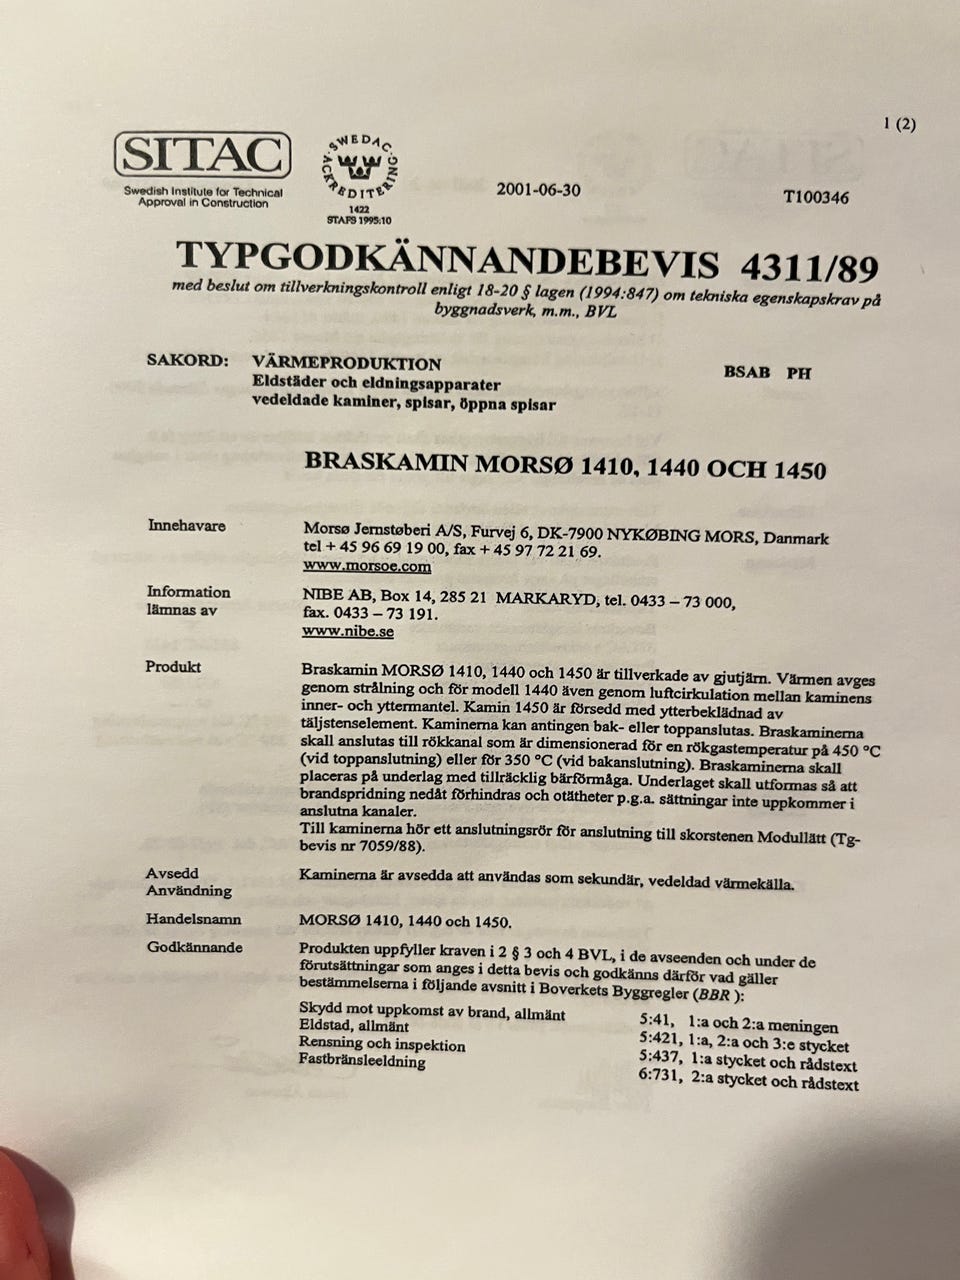 1 (2)
SITAC
Swedish Institute for Technical
Approval in Construction
SWEDAC
ACKREDITERING
1422
STAFS 1995:10
2001-06-30
T100346
TYPGODKÄNNANDEBEVIS 4311/89
med beslut om tillverkningskontroll enligt 18-20 § lagen (1994:847) om tekniska egenskapskrav på
byggnadsverk, m.m., BVL
SAKORD: VÄRMEPRODUKTION
Eldstäder och eldningsapparater
vedeldade kaminer, spisar, öppna spisar
BSAB PH
BRASKAMIN MORSØ 1410, 1440 OCH 1450
Innehavare
Morsø Jernstøberi A/S, Furvej 6, DK-7900 NYKØBING MORS, Danmark
tel + 45 96 69 19 00, fax + 45 97 72 21 69.
www.morsoe.com
Information
lämnas av
NIBE AB, Box 14, 285 21 MARKARYD, tel. 0433 – 73 000,
fax. 0433 – 73 191.
www.nibe.se
Produkt
Braskamin MORSØ 1410, 1440 och 1450 är tillverkade av gjutjärn. Värmen avges
genom strålning och för modell 1440 även genom luftcirkulation mellan kaminens
inner- och yttermantel. Kamin 1450 är försedd med ytterbeklädnad av
täljstenselement. Kaminerna kan antingen bak- eller toppanslutas. Braskaminerna
skall anslutas till rökkanal som är dimensionerad för en rökgastemperatur på 450 °C
(vid toppanslutning) eller för 350 °C (vid bakanslutning). Braskaminerna skall
placeras på underlag med tillräcklig bärförmåga. Underlaget skall utformas så att
brandspridning nedåt förhindras och otätheter p.g.a. sättningar inte uppkommer i
anslutna kanaler.
Till kaminerna hör ett anslutningsrör för anslutning till skorstenen Modullätt (Tg-
bevis nr 7059/88).
Avsedd
Användning
Kaminerna är avsedda att användas som sekundär, vedeldad värmekälla.
Handelsnamn
MORSØ 1410, 1440 och 1450.
Godkännande
Produkten uppfyller kraven i 2 § 3 och 4 BVL, i de avseenden och under de
förutsättningar som anges i detta bevis och godkänns därför vad gäller
bestämmelserna i följande avsnitt i Boverkets Byggregler (BBR ):
Skydd mot uppkomst av brand, allmänt 5:41, 1:a och 2:a meningen
Eldstad, allmänt 5:421, 1:a, 2:a och 3:e stycket
Rensning och inspektion 5:437, 1:a stycket och rådstext
Fastbränsleeldning 6:731, 2:a stycket och rådstext